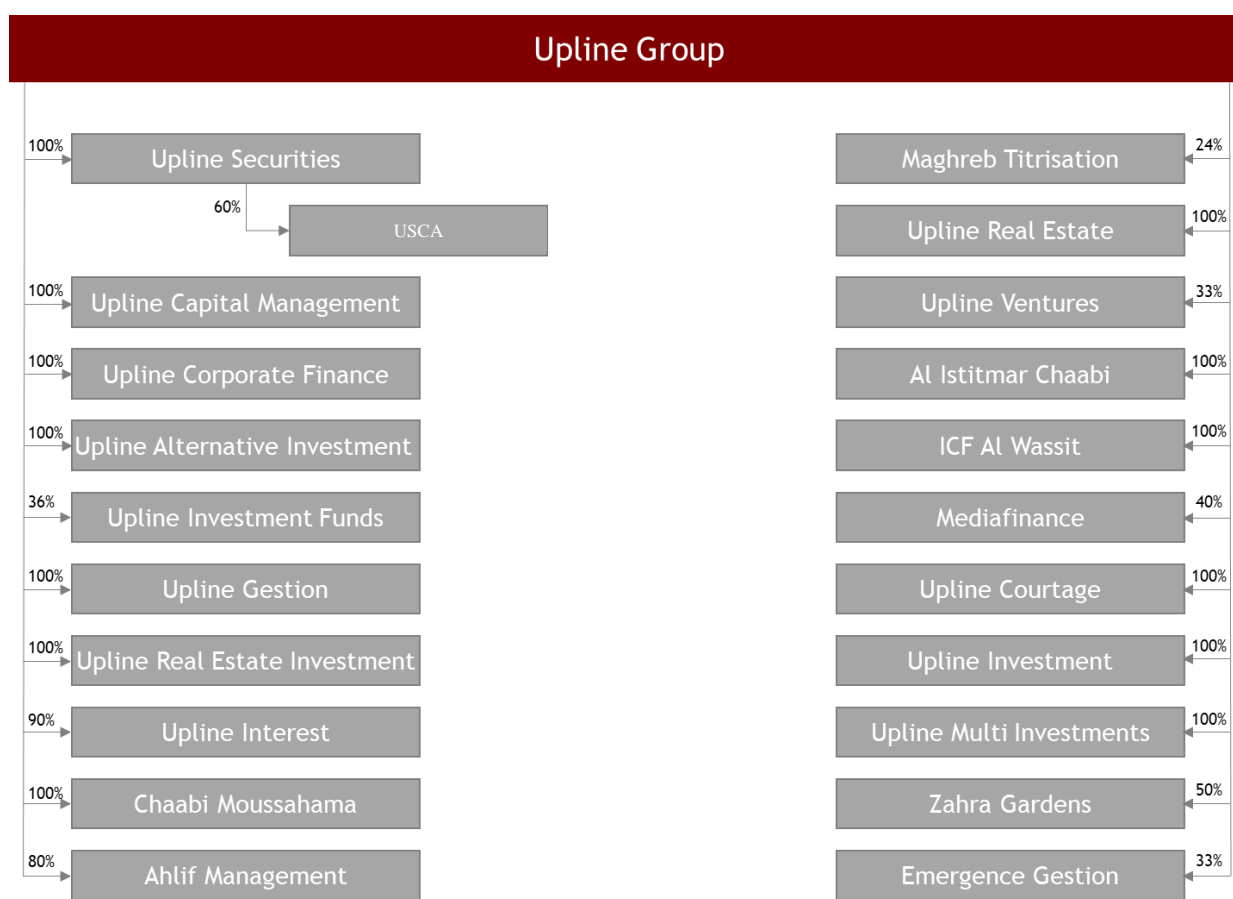 Upline Group
100%
Upline Securities
60%
USCA
100%
Upline Capital Management
100%
Upline Corporate Finance
100%
Upline Alternative Investment
36%
Upline Investment Funds
100%
Upline Gestion
100%
Upline Real Estate Investment
90%
Upline Interest
100%
Chaabi Moussahama
80%
Ahlif Management
Maghreb Titrisation
24%
Upline Real Estate
100%
Upline Ventures
33%
Al Istitmar Chaabi
100%
ICF Al Wassit
100%
Mediafinance
40%
Upline Courtage
100%
Upline Investment
100%
Upline Multi Investments
100%
Zahra Gardens
50%
Emergence Gestion
33%